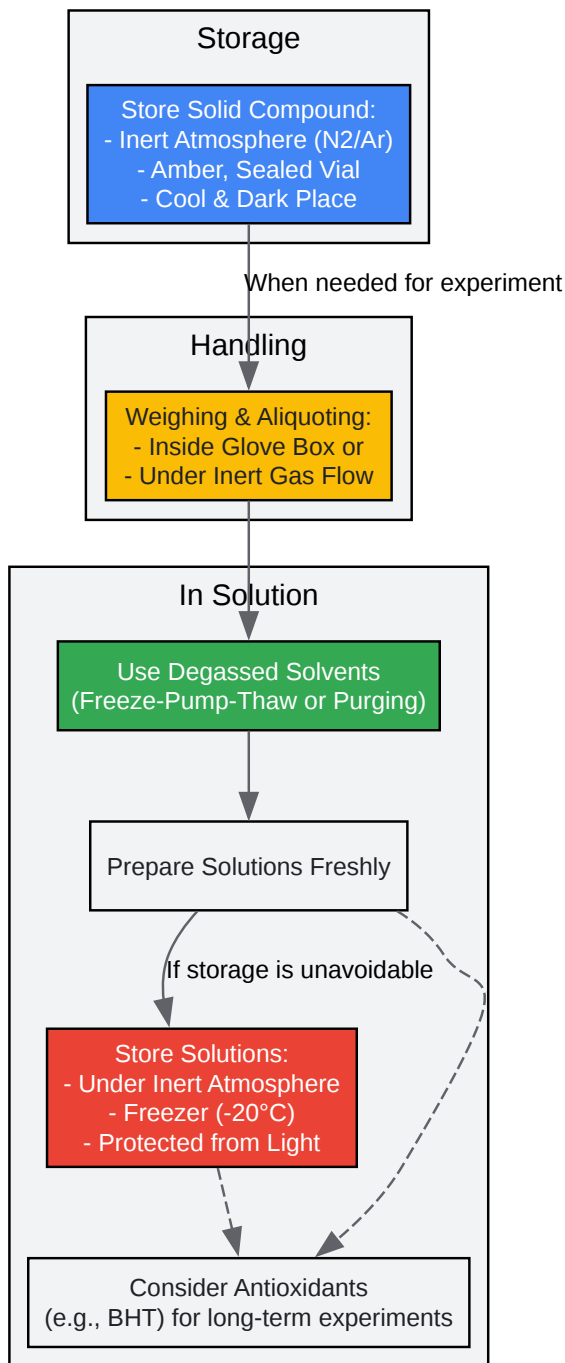 Storage
Store Solid Compound:
- Inert Atmosphere (N2/Ar)
- Amber, Sealed Vial
- Cool & Dark Place
When needed for experiment
Handling
Weighing & Aliquoting:
- Inside Glove Box or
- Under Inert Gas Flow
In Solution
Use Degassed Solvents
(Freeze-Pump-Thaw or Purging)
Prepare Solutions Freshly
If storage is unavoidable
Store Solutions:
- Under Inert Atmosphere
- Freezer (-20°C)
- Protected from Light
Consider Antioxidants
(e.g., BHT) for long-term experiments